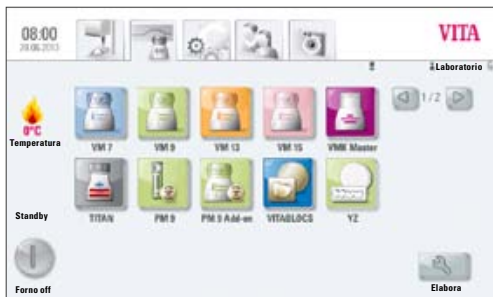 08:00
VITA
20.06.2013
Laboratorio
1/2
0°C
Temperatura
VM 7
VM 9
VM 13
VM 15
VMK Master
Standby
TITAN
PM 9
PM 9 Add-on
VITABLOCS
YZ
Forno off
Elabora